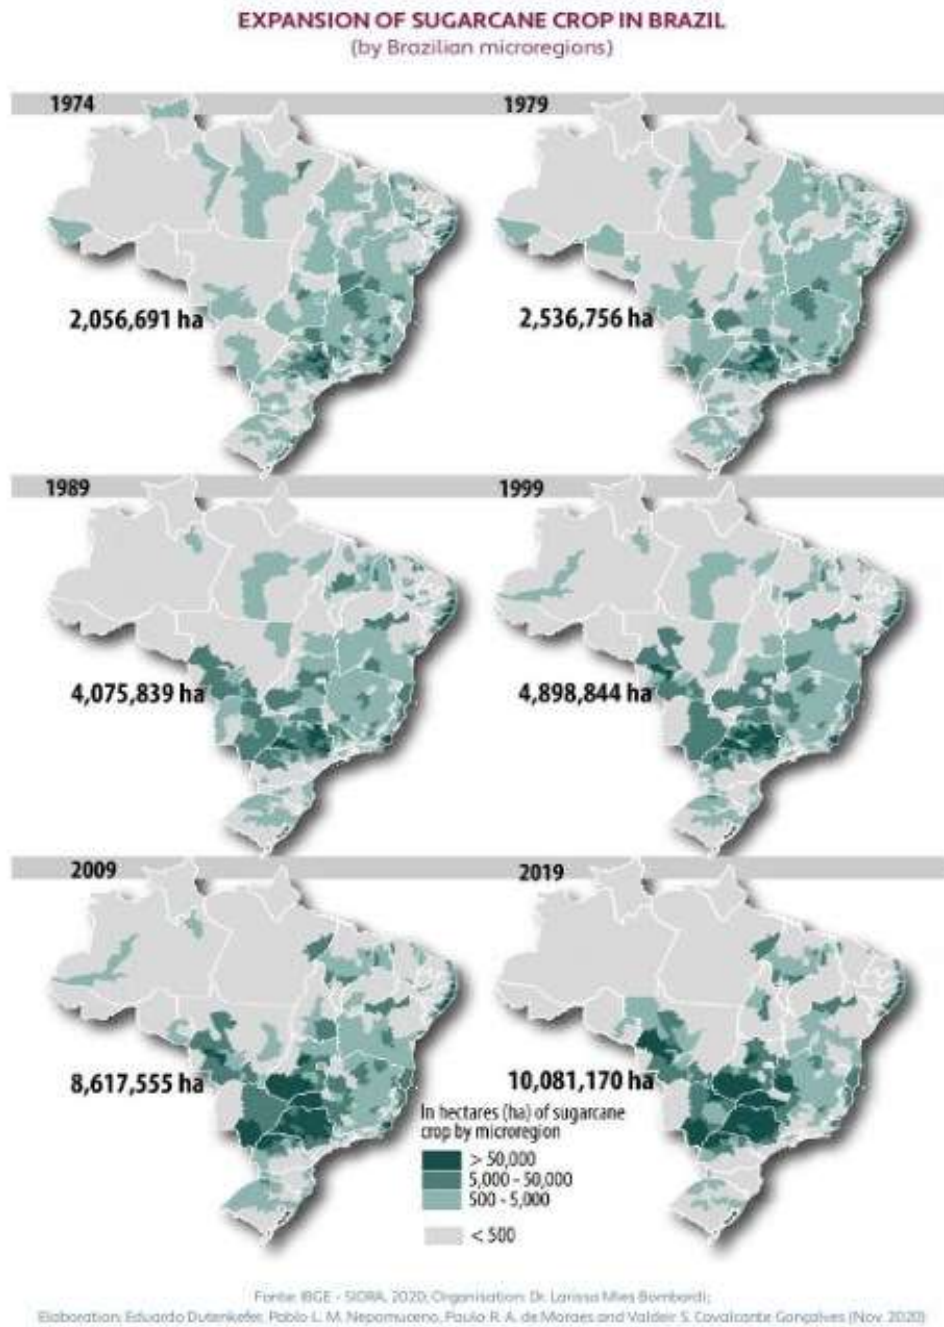 EXPANSION OF SUGARCANE CROP IN BRAZIL
(by Brazilian microregions)
1974
1979
2,056,691 ha
2,536,756 ha
1989
1999
4,075,839 ha
4,898,844 ha
2009
2019
8,617,555 ha
10,081,170 ha
In hectares (ha) of sugarcane
crop by microregion
> 50,000
5,000 - 50,000
500 - 5,000
< 500
Fonte: IBGE - SIDRA, 2020; Organisation: Dr. Larissa Mies Bombardi;
Elaboration: Eduardo Dutenkefer, Pablo L. M. Nepomuceno, Paulo R. A. de Moraes and Valdeir S. Cavalcante Gonçalves (Nov. 2020)